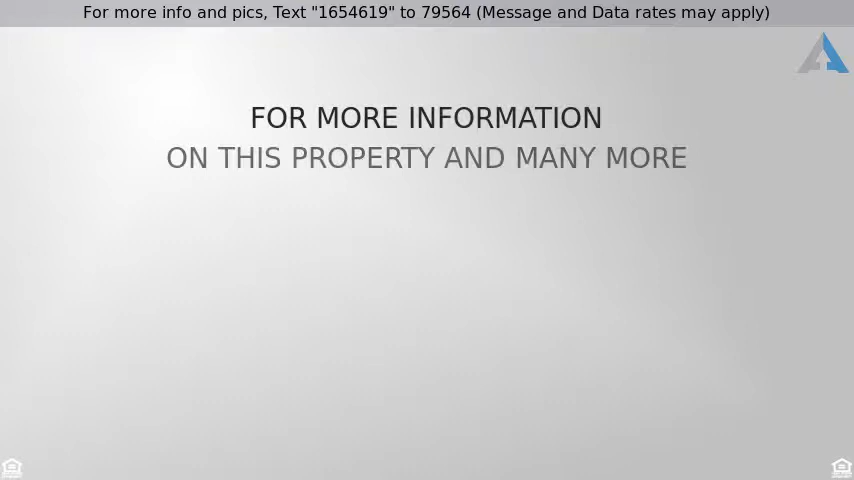 For more info and pics, Text "1654619" to 79564 (Message and Data rates may apply)
FOR MORE INFORMATION
ON THIS PROPERTY AND MANY MORE